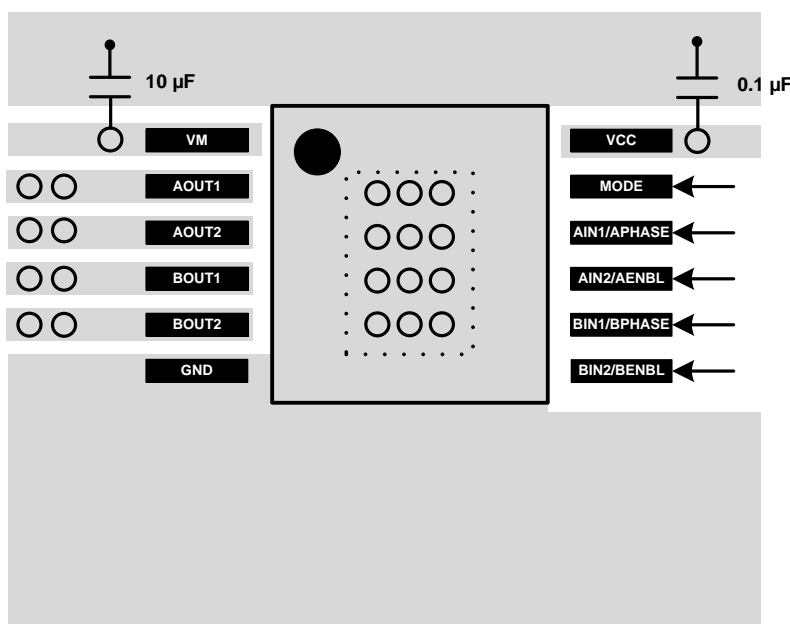 10 µF
0.1 µF
VM
VCC
AOUT1
MODE
AOUT2
AIN1/APHASE
BOUT1
AIN2/AENBL
BOUT2
BIN1/BPHASE
GND
BIN2/BENBL